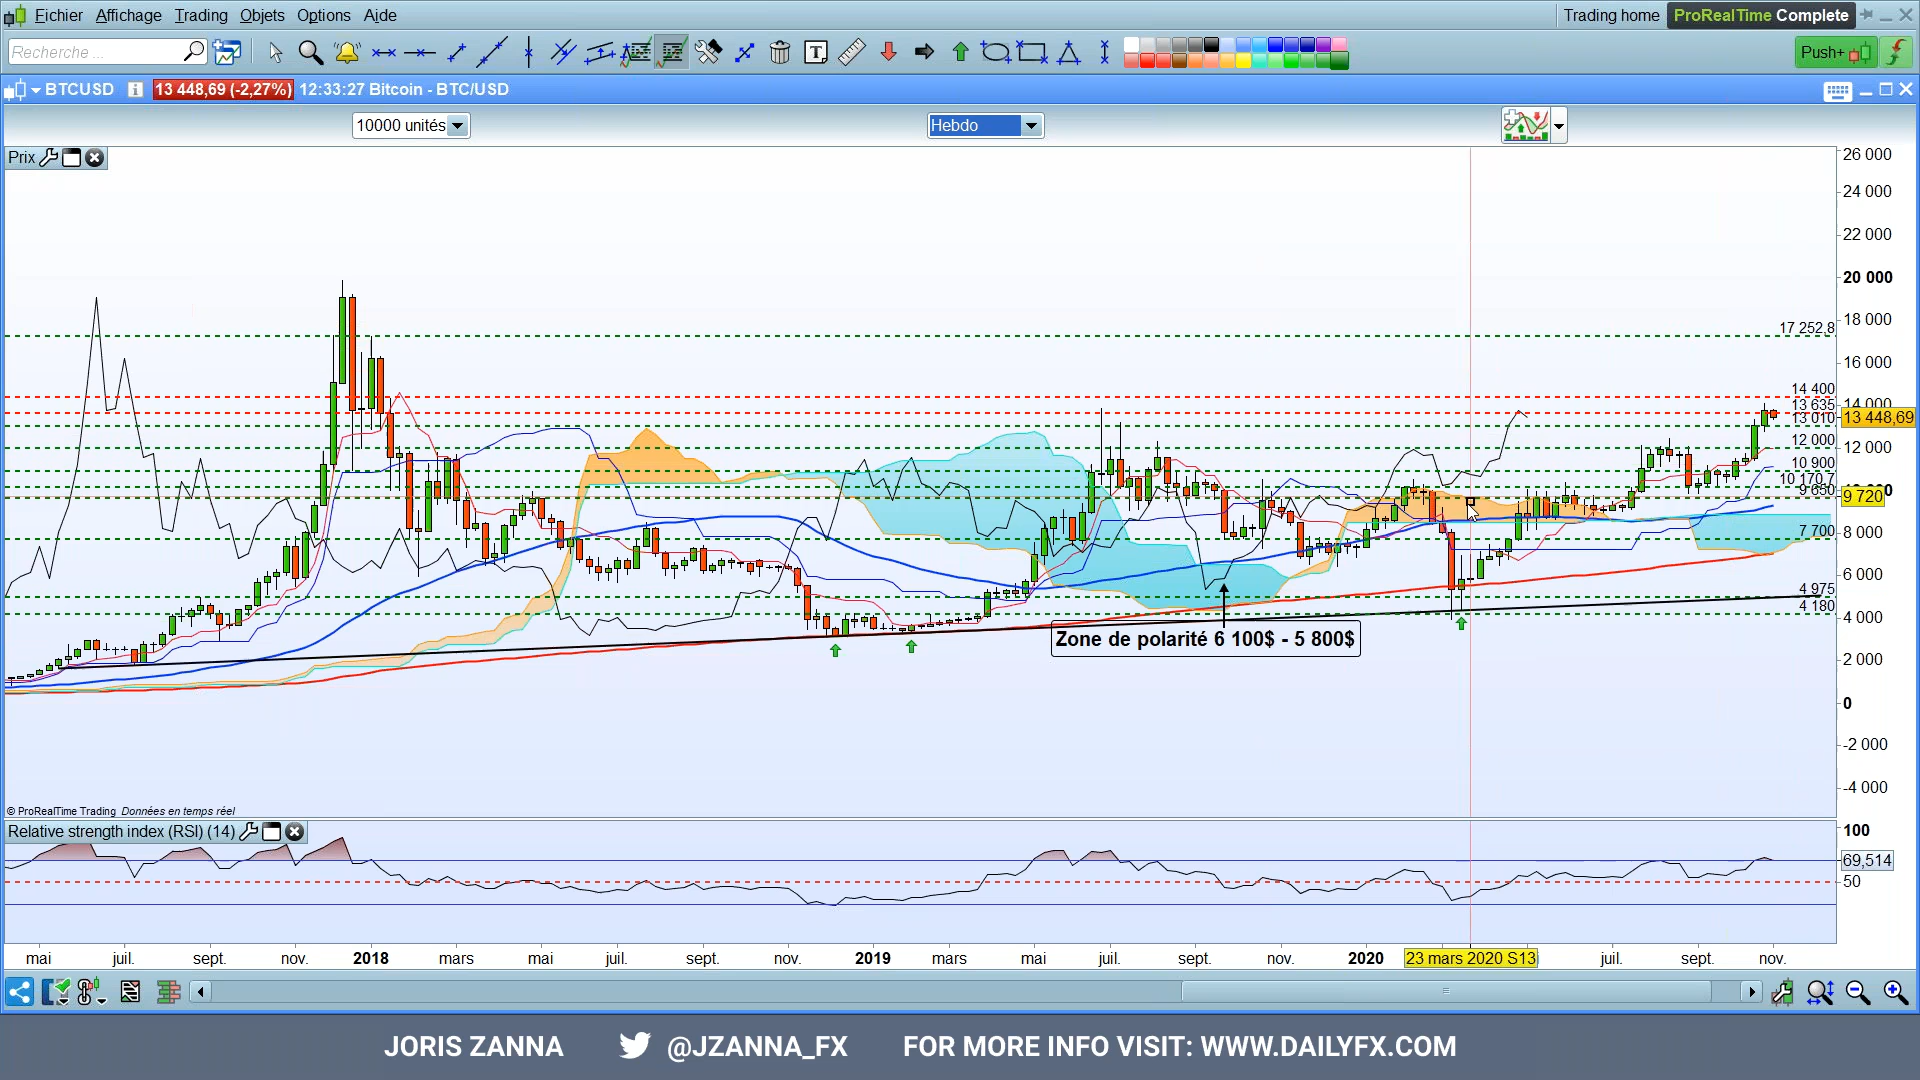 Fichier Affichage Trading Objets Options Aide
Trading home ProRealTime Complete
Recherche ...
Push+
BTCUSD 13 448,69 (-2,27%) 12:33:27 Bitcoin - BTC/USD
10000 unités Hebdo
Prix
26 000
24 000
22 000
20 000
18 000
17 252,8
16 000
14 400
14 000
13 635
13 010
13 448,69
12 000
12 000
10 900
10 170,7
9 650
9 720
7 700
8 000
6 000
4 975
4 180
4 000
Zone de polarité 6 100$ - 5 800$
2 000
0
-2 000
-4 000
© ProRealTime Trading Données en temps réel
Relative strength index (RSI) (14)
100
69,514
50
mai juil. sept. nov. 2018 mars mai juil. sept. nov. 2019 mars mai juil. sept. nov. 2020 23 mars 2020 S13 juil. sept. nov.
JORIS ZANNA @JZANNA_FX FOR MORE INFO VISIT: WWW.DAILYFX.COM